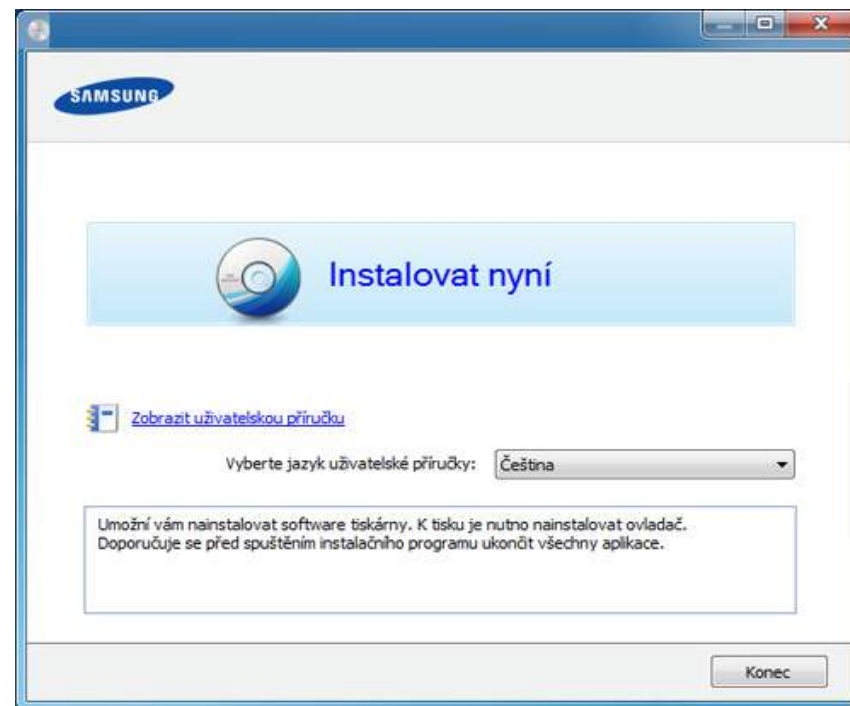 SAMSUNG
Instalovat nyní
Zobrazit uživatelskou příručku
Vyberte jazyk uživatelské příručky:
Čeština
Umožní vám nainstalovat software tiskárny. K tisku je nutno nainstalovat ovladač.
Doporučuje se před spuštěním instalačního programu ukončit všechny aplikace.
Konec